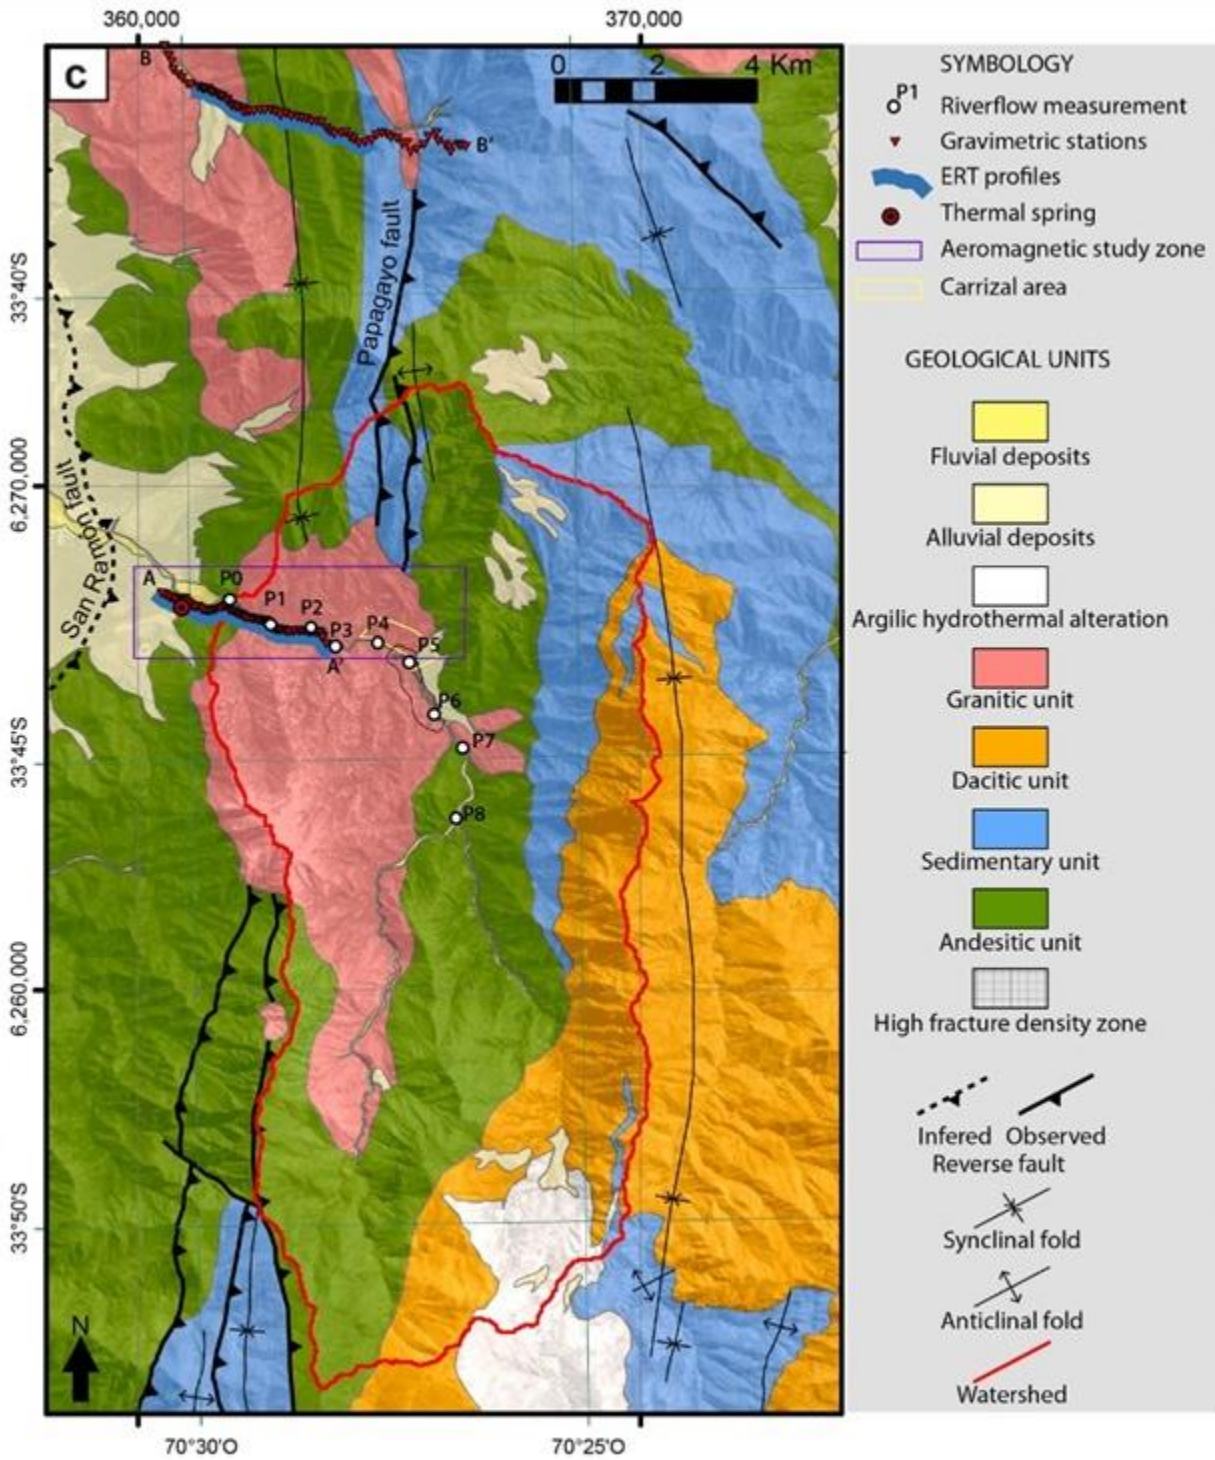 360,000
370,000
C
B
B'
0 2 4 Km
33°40'S
Papagayo fault
6,270,000
San Ramón fault
A
P0
P1
P2
P3
A'
P4
P5
P6
P7
P8
33°45'S
6,260,000
33°50'S
N
70°30'O
70°25'O
SYMBOLOGY
P1
Riverflow measurement
Gravimetric stations
ERT profiles
Thermal spring
Aeromagnetic study zone
Carrizal area
GEOLOGICAL UNITS
Fluvial deposits
Alluvial deposits
Argilic hydrothermal alteration
Granitic unit
Dacitic unit
Sedimentary unit
Andesitic unit
High fracture density zone
Infered Observed
Reverse fault
Synclinal fold
Anticlinal fold
Watershed